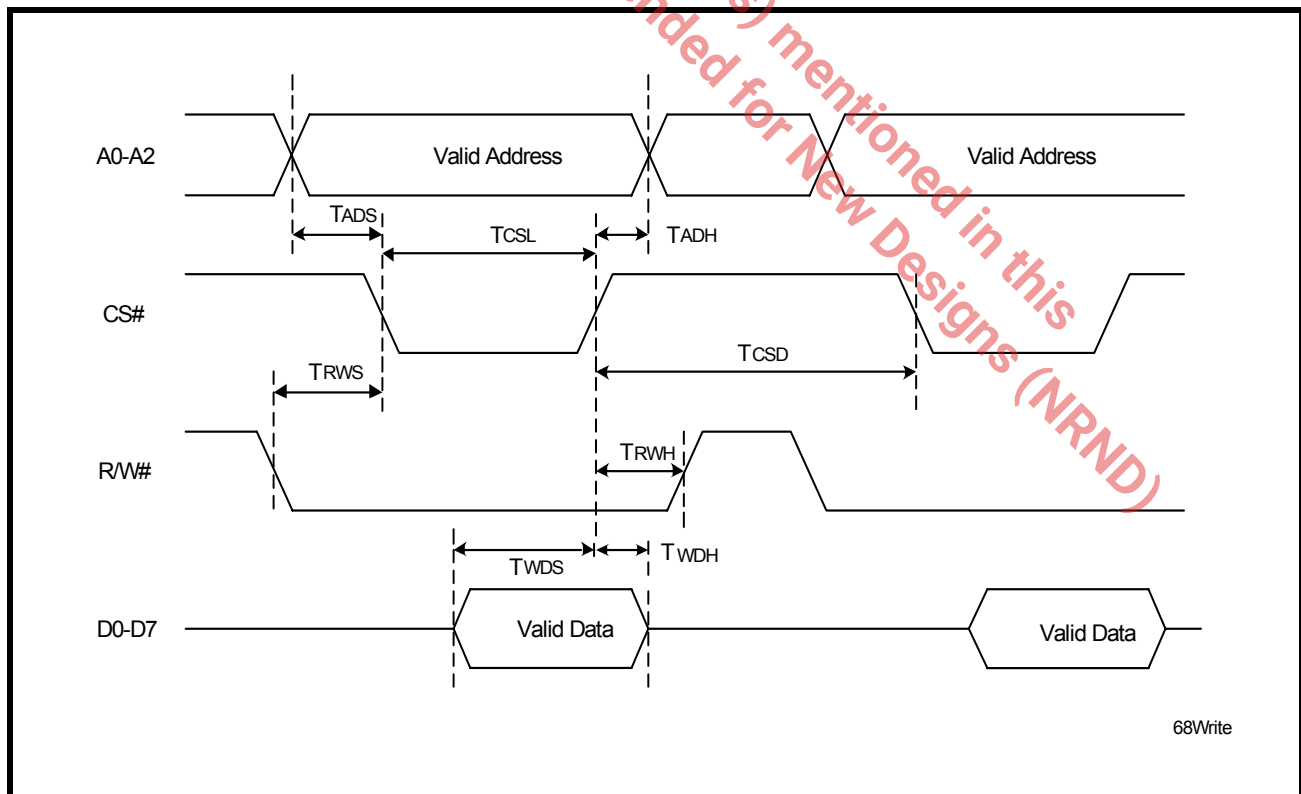 s) mentioned in this
nded for New Designs (NRND)
A0-A2
Valid Address
Valid Address
TADS
TCSL
TADH
CS#
TCSD
TRWS
R/W#
TRWH
TWDS
TWDH
D0-D7
Valid Data
Valid Data
68Write